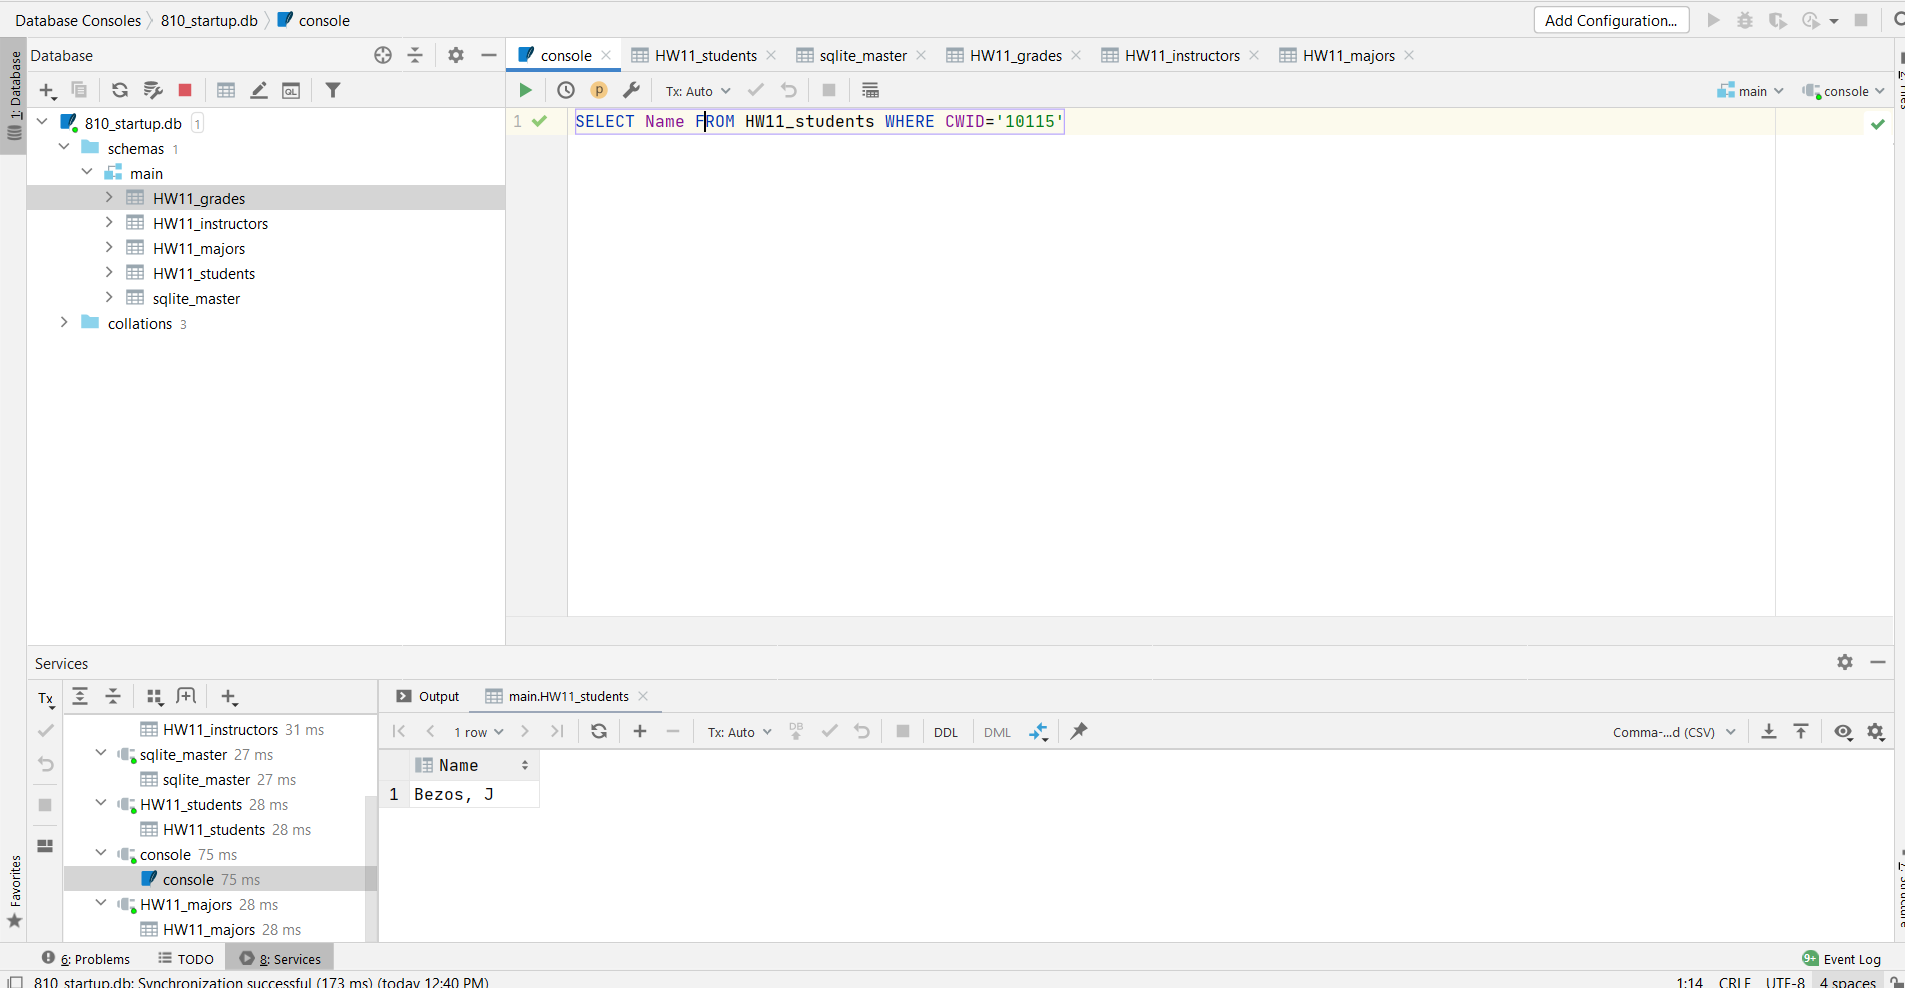 Database Consoles 810_startup.db console Add Configuration...
1: Database
Database
console HW11_students sqlite_master HW11_grades HW11_instructors HW11_majors
Tx: Auto main console
1 SELECT Name FROM HW11_students WHERE CWID='10115'
810_startup.db 1
schemas 1
main
HW11_grades
HW11_instructors
HW11_majors
HW11_students
sqlite_master
collations 3
Services
Tx
Output main.HW11_students
1 row Tx: Auto DB DDL DML Comma-...d (CSV)
HW11_instructors 31 ms
sqlite_master 27 ms
sqlite_master 27 ms
HW11_students 28 ms
HW11_students 28 ms
console 75 ms
console 75 ms
HW11_majors 28 ms
HW11_majors 28 ms
Name
1 Bezos, J
Favorites
6: Problems TODO 8: Services 9+ Event Log
810_startup.db: Synchronization successful (173 ms) (today 12:40 PM) 1:14 CRLF UTF-8 4 spaces